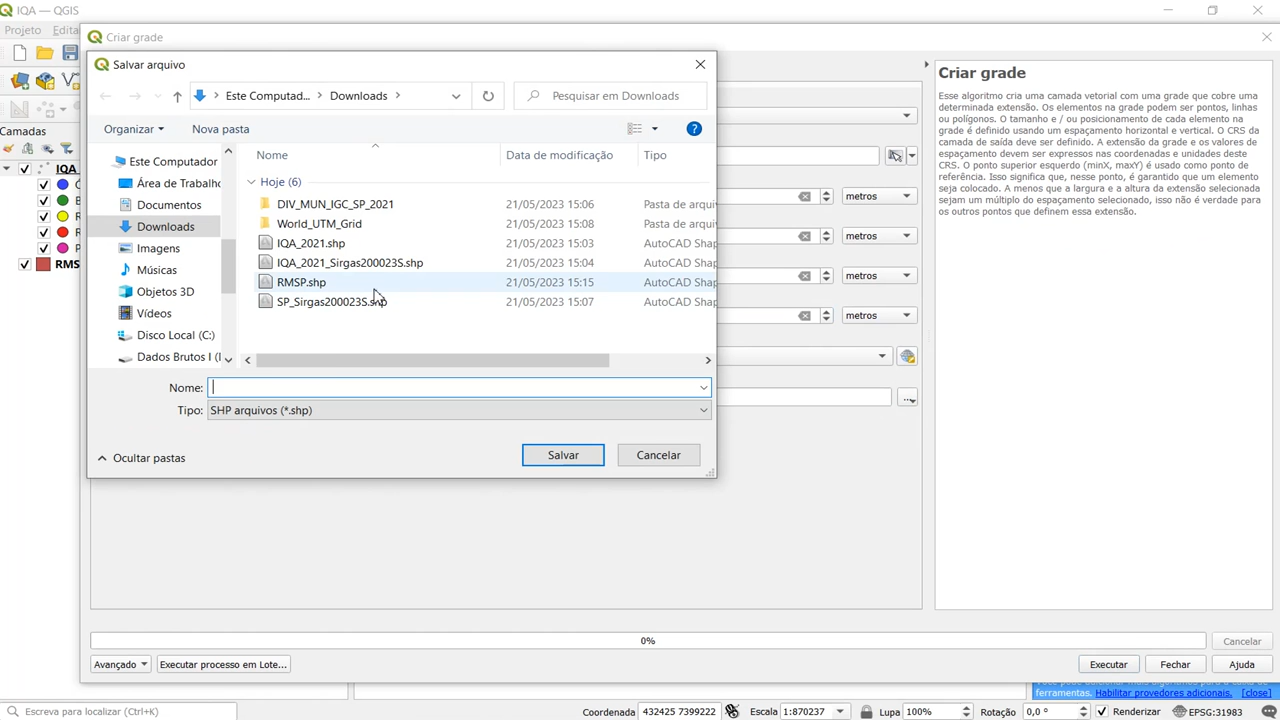 IQA — QGIS
Projeto Edita
Criar grade
Salvar arquivo
Este Computad... > Downloads >
Pesquisar em Downloads
Organizar
Nova pasta
Nome
Data de modificação
Tipo
Este Computador
Área de Trabalho
Documentos
Downloads
Imagens
Músicas
Objetos 3D
Vídeos
Disco Local (C:)
Dados Brutos I (
Hoje (6)
DIV_MUN_IGC_SP_2021 21/05/2023 15:06 Pasta de arqui
World_UTM_Grid 21/05/2023 15:08 Pasta de arqui
IQA_2021.shp 21/05/2023 15:03 AutoCAD Shap
IQA_2021_Sirgas200023S.shp 21/05/2023 15:04 AutoCAD Shap
RMSP.shp 21/05/2023 15:15 AutoCAD Shap
SP_Sirgas200023S.shp 21/05/2023 15:07 AutoCAD Shap
Nome:
Tipo: SHP arquivos (*.shp)
Ocultar pastas
Salvar
Cancelar
Camadas
IQA
RMS
metros
metros
metros
metros
...
Criar grade
Esse algoritmo cria uma camada vetorial com uma grade que cobre uma
determinada extensão. Os elementos na grade podem ser pontos, linhas
ou polígonos. O tamanho e / ou posicionamento de cada elemento na
grade é definido usando um espaçamento horizontal e vertical. O CRS da
camada de saída deve ser definido. A extensão da grade e os valores de
espaçamento devem ser expressos nas coordenadas e unidades deste
CRS. O ponto superior esquerdo (minX, maxY) é usado como ponto de
referência. Isso significa que, nesse ponto, é garantido que um elemento
seja colocado. A menos que a largura e a altura da extensão selecionada
sejam um múltiplo do espaçamento selecionado, isso não é verdade para
os outros pontos que definem essa extensão.
0%
Cancelar
Avançado
Executar processo em Lote...
Executar
Fechar
Ajuda
ferramentas. Habilitar provedores adicionais. [close]
Escreva para localizar (Ctrl+K)
Coordenada 432425 7399222
Escala 1:870237
Lupa 100%
Rotação 0,0 °
Renderizar
EPSG:31983